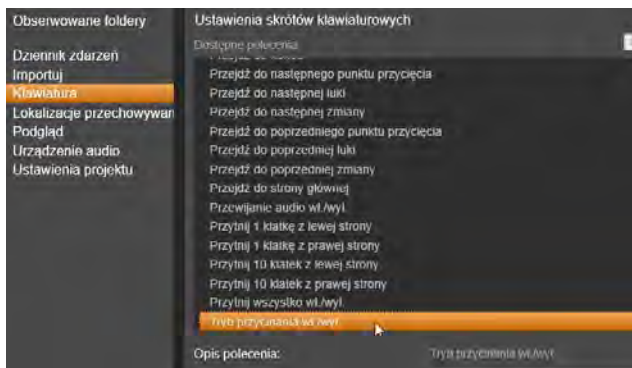 Obserwowane foldery
Dziennik zdarzeń
Importuj
Klawiatura
Lokalizacje przechowywan
Podgląd
Urządzenie audio
Ustawienia projektu
Ustawienia skrótów klawiaturowych
Dostępne polecenia
Przejdź do następnego punktu przycięcia
Przejdź do następnej luki
Przejdź do następnej zmiany
Przejdź do poprzedniego punktu przycięcia
Przejdź do poprzedniej luki
Przejdź do poprzedniej zmiany
Przejdź do strony głównej
Przewijanie audio wł./wył.
Przytnij 1 klatkę z lewej strony
Przytnij 1 klatkę z prawej strony
Przytnij 10 klatek z lewej strony
Przytnij 10 klatek z prawej strony
Przytnij wszystko wł./wył.
Tryb przycinania wł./wył.
Opis polecenia:
Tryb przycinania wł./wył.